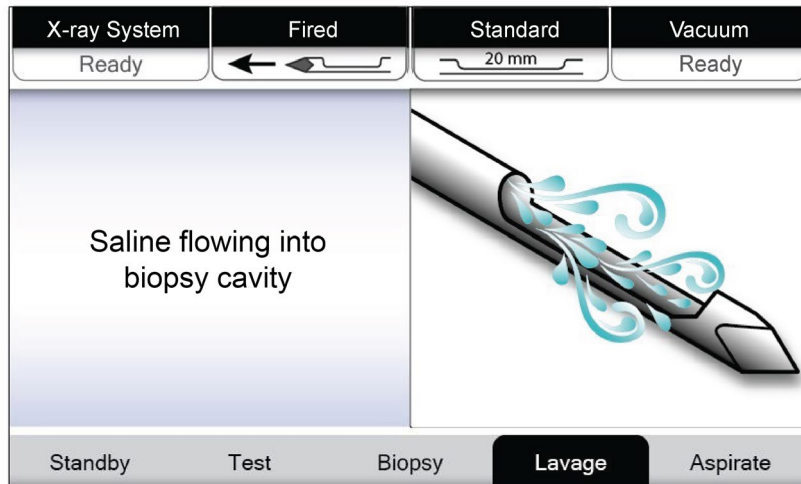 X-ray System Fired Standard Vacuum
Ready 20 mm Ready
Saline flowing into
biopsy cavity
Standby Test Biopsy Lavage Aspirate